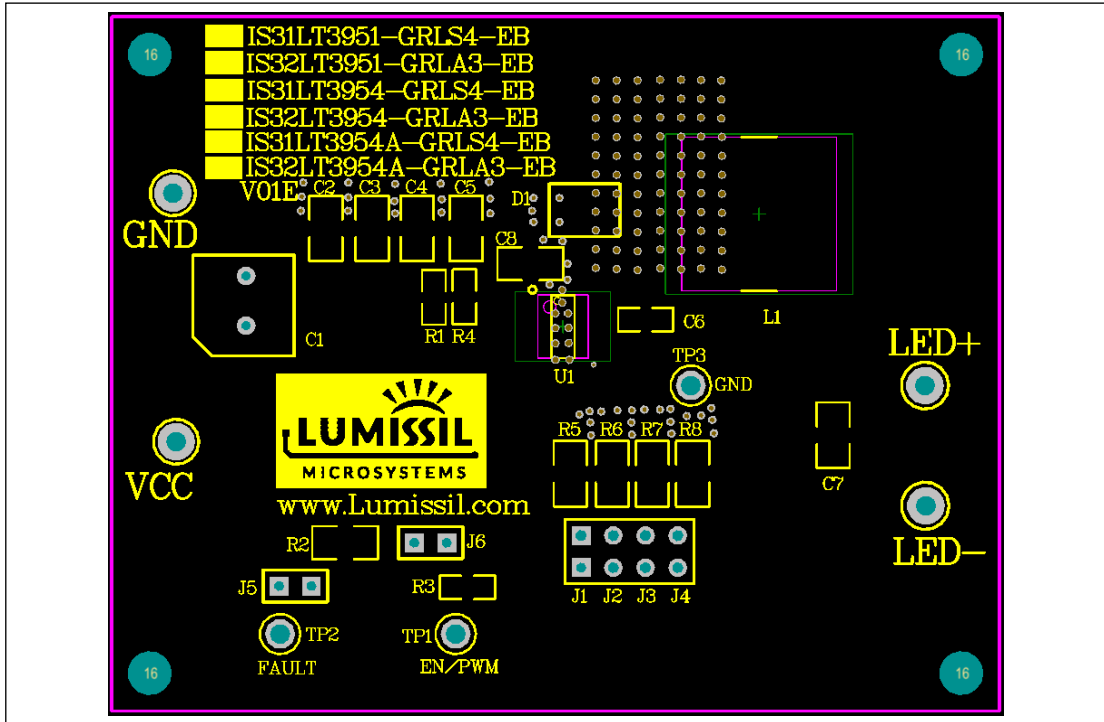 16
16
IS31LT3951-GRLS4-EB
IS32LT3951-GRLA3-EB
IS31LT3954-GRLS4-EB
IS32LT3954-GRLA3-EB
IS31LT3954A-GRLS4-EB
IS32LT3954A-GRLA3-EB
V01E
C2 C3 C4 C5
D1
GND
C8
C1
R1 R4
U1
C6
L1
TP3
GND
LED+
LUMISSIL
MICROSYSTEMS
www.Lumissil.com
VCC
R5 R6 R7 R8
C7
LED-
R2
J6
J5
R3
J1 J2 J3 J4
TP2
FAULT
TP1
EN/PWM
16
16